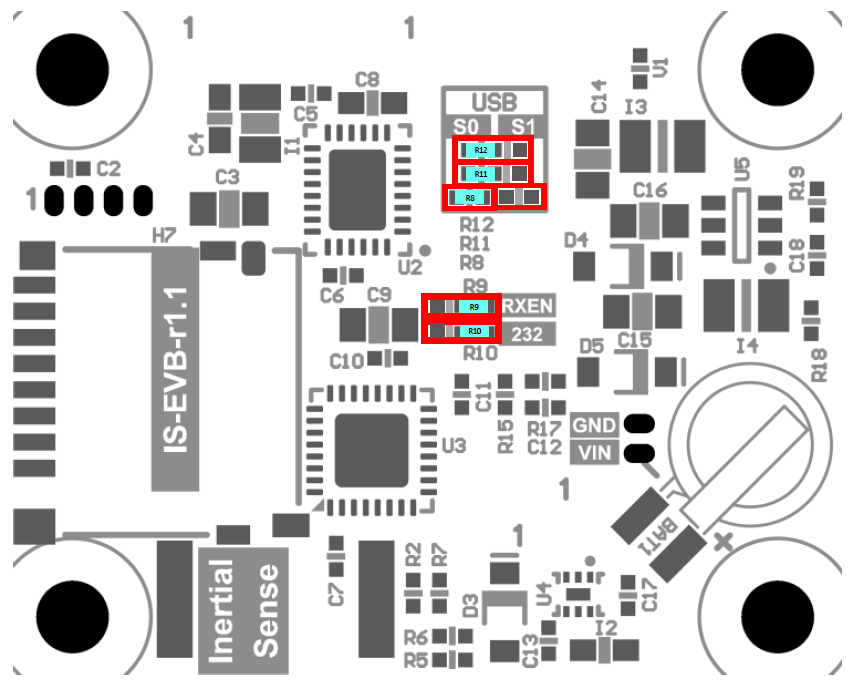 1
1
C8
C5
C4
I1
USB
S0 S1
R12
R11
R8
R12
R11
R8
V1
C14
I3
U5
R19
C2
1
C3
C16
H7
U2
D4
C18
C6
C9
R9
R9
RXEN
R10
232
R10
C15
I4
R18
D5
C10
IS-EVB-r1.1
U3
C11
R15
R17
C12
GND
VIN
1
BAT1
+
1
C7
R2
R7
D3
U4
C17
R6
R5
C13
I2
Inertial
Sense